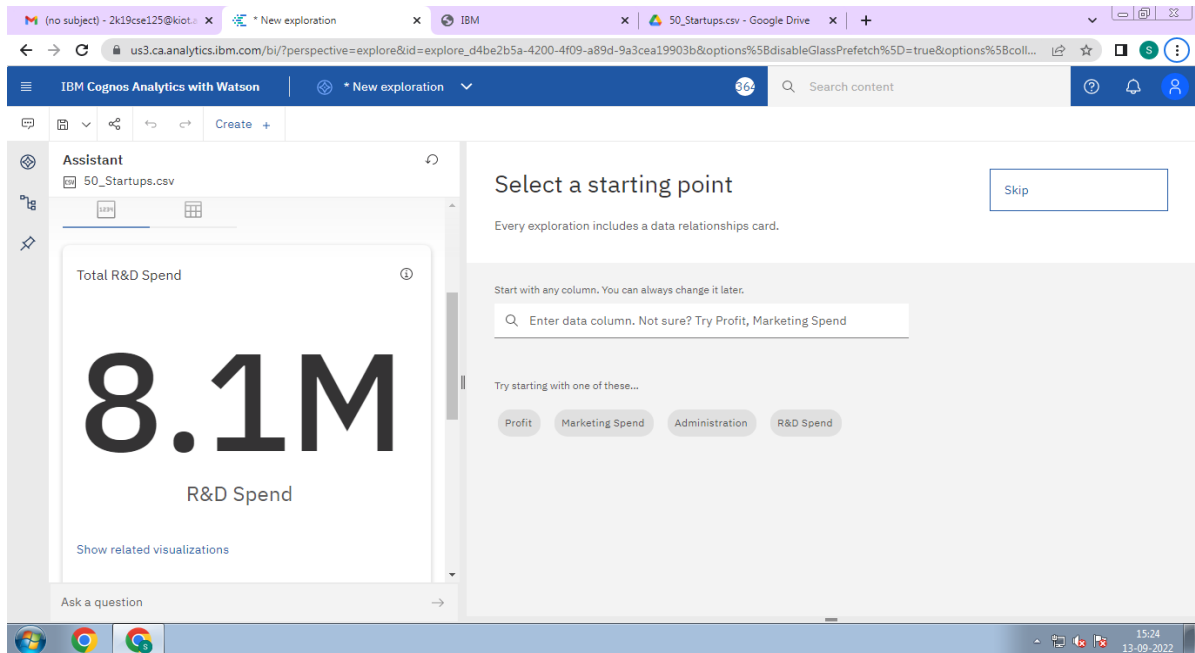 (no subject) - 2k19cse125@kiot.a
* New exploration
IBM
50_Startups.csv - Google Drive
us3.ca.analytics.ibm.com/bi/?perspective=explore&id=explore_d4be2b5a-4200-4f09-a89d-9a3cea19903b&options%5BdisableGlassPrefetch%5D=true&options%5Bcoll...
S
IBM Cognos Analytics with Watson
* New exploration
364
Search content
Create +
Assistant
CSV 50_Startups.csv
1234
Total R&D Spend
8.1M
R&D Spend
Show related visualizations
Ask a question
Select a starting point
Skip
Every exploration includes a data relationships card.
Start with any column. You can always change it later.
Enter data column. Not sure? Try Profit, Marketing Spend
Try starting with one of these...
Profit Marketing Spend Administration R&D Spend
15:24
13-09-2022